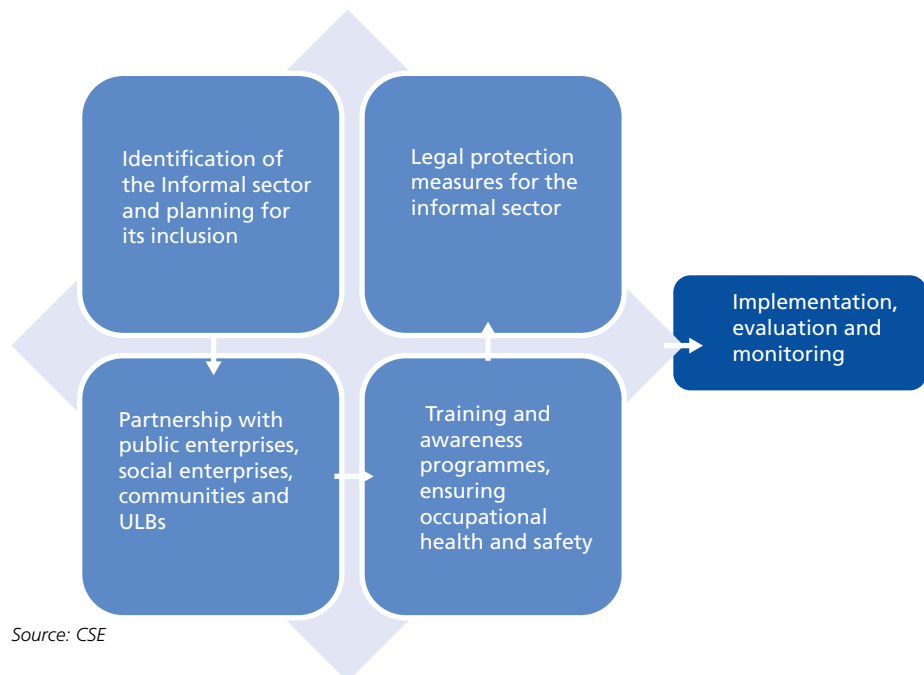 Identification of
the Informal sector
and planning for
its inclusion
Legal protection
measures for the
informal sector
Implementation,
evaluation and
monitoring
Partnership with
public enterprises,
social enterprises,
communities and
ULBs
Training and
awareness
programmes,
ensuring
occupational
health and safety
Source: CSE